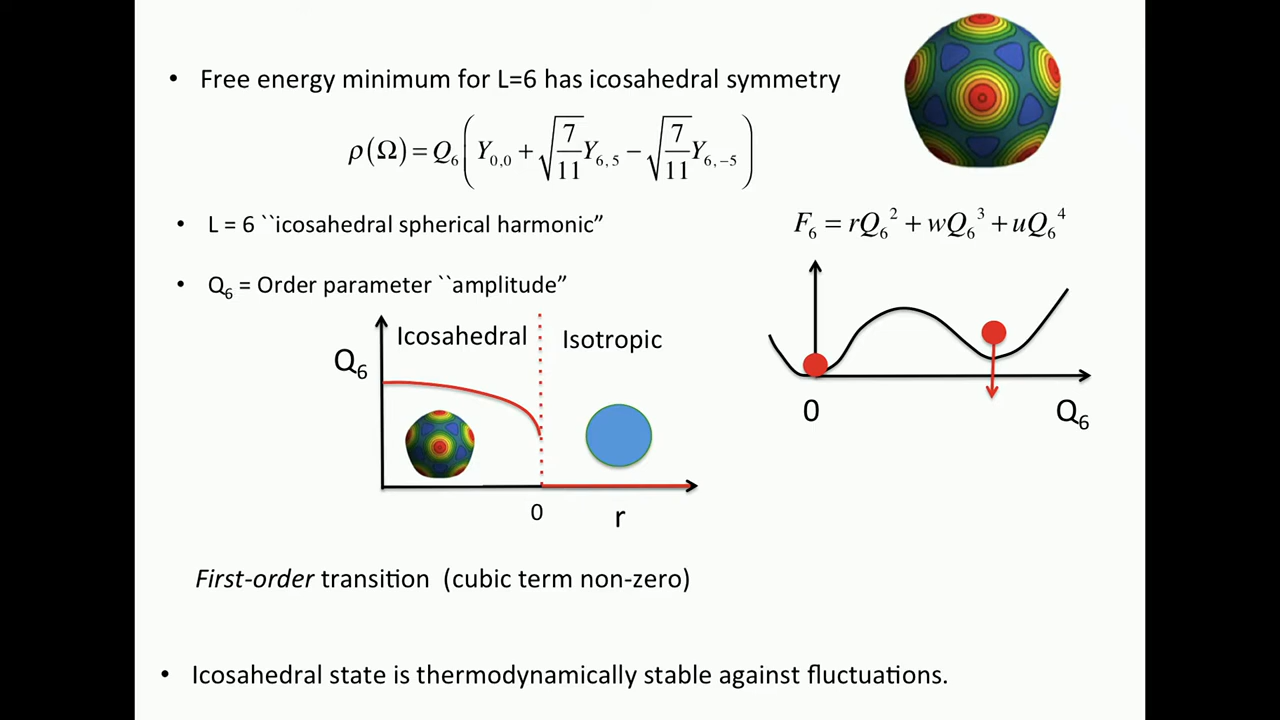 • Free energy minimum for L=6 has icosahedral symmetry
ρ(Ω) = Q₆(Y₀,₀ + √(7/11) Y₆,₅ − √(7/11) Y₆,₋₅)
• L = 6 ``icosahedral spherical harmonic”
F₆ = rQ₆² + wQ₆³ + uQ₆⁴
• Q₆ = Order parameter ``amplitude”
Icosahedral Isotropic
Q₆
0 r
0 Q₆
First-order transition (cubic term non-zero)
• Icosahedral state is thermodynamically stable against fluctuations.